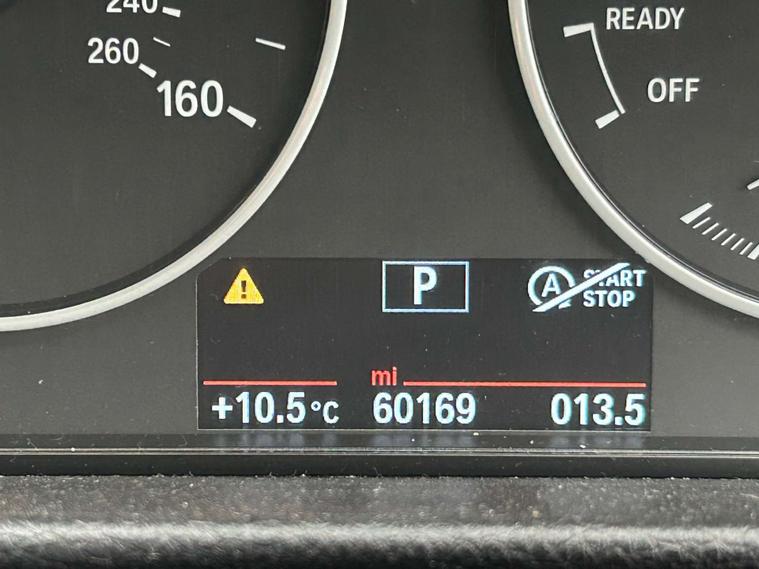 240
260
160
READY
OFF
P
A START STOP
mi
+10.5°C 60169 013.5